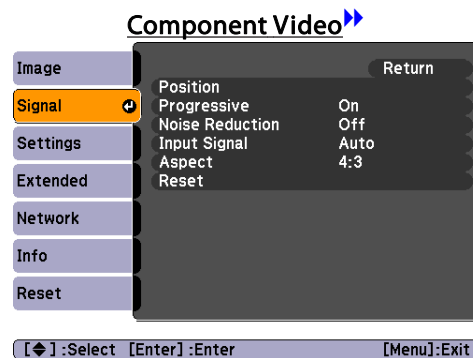 Component Video
Image
Return
Position
Signal
Progressive On
Noise Reduction Off
Settings
Input Signal Auto
Aspect 4:3
Extended
Reset
Network
Info
Reset
[◆] :Select [Enter] :Enter [Menu]:Exit